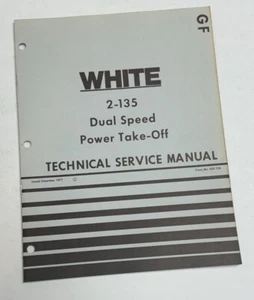 GF
WHITE
2-135
Dual Speed
Power Take-Off
TECHNICAL SERVICE MANUAL